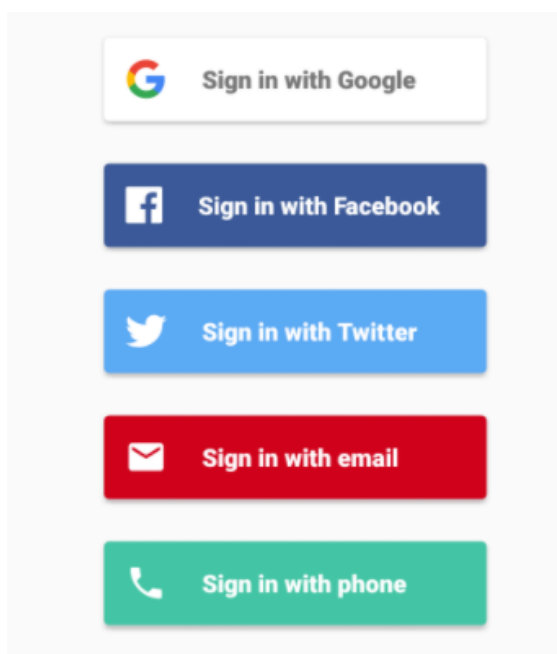 Sign in with Google
Sign in with Facebook
Sign in with Twitter
Sign in with email
Sign in with phone